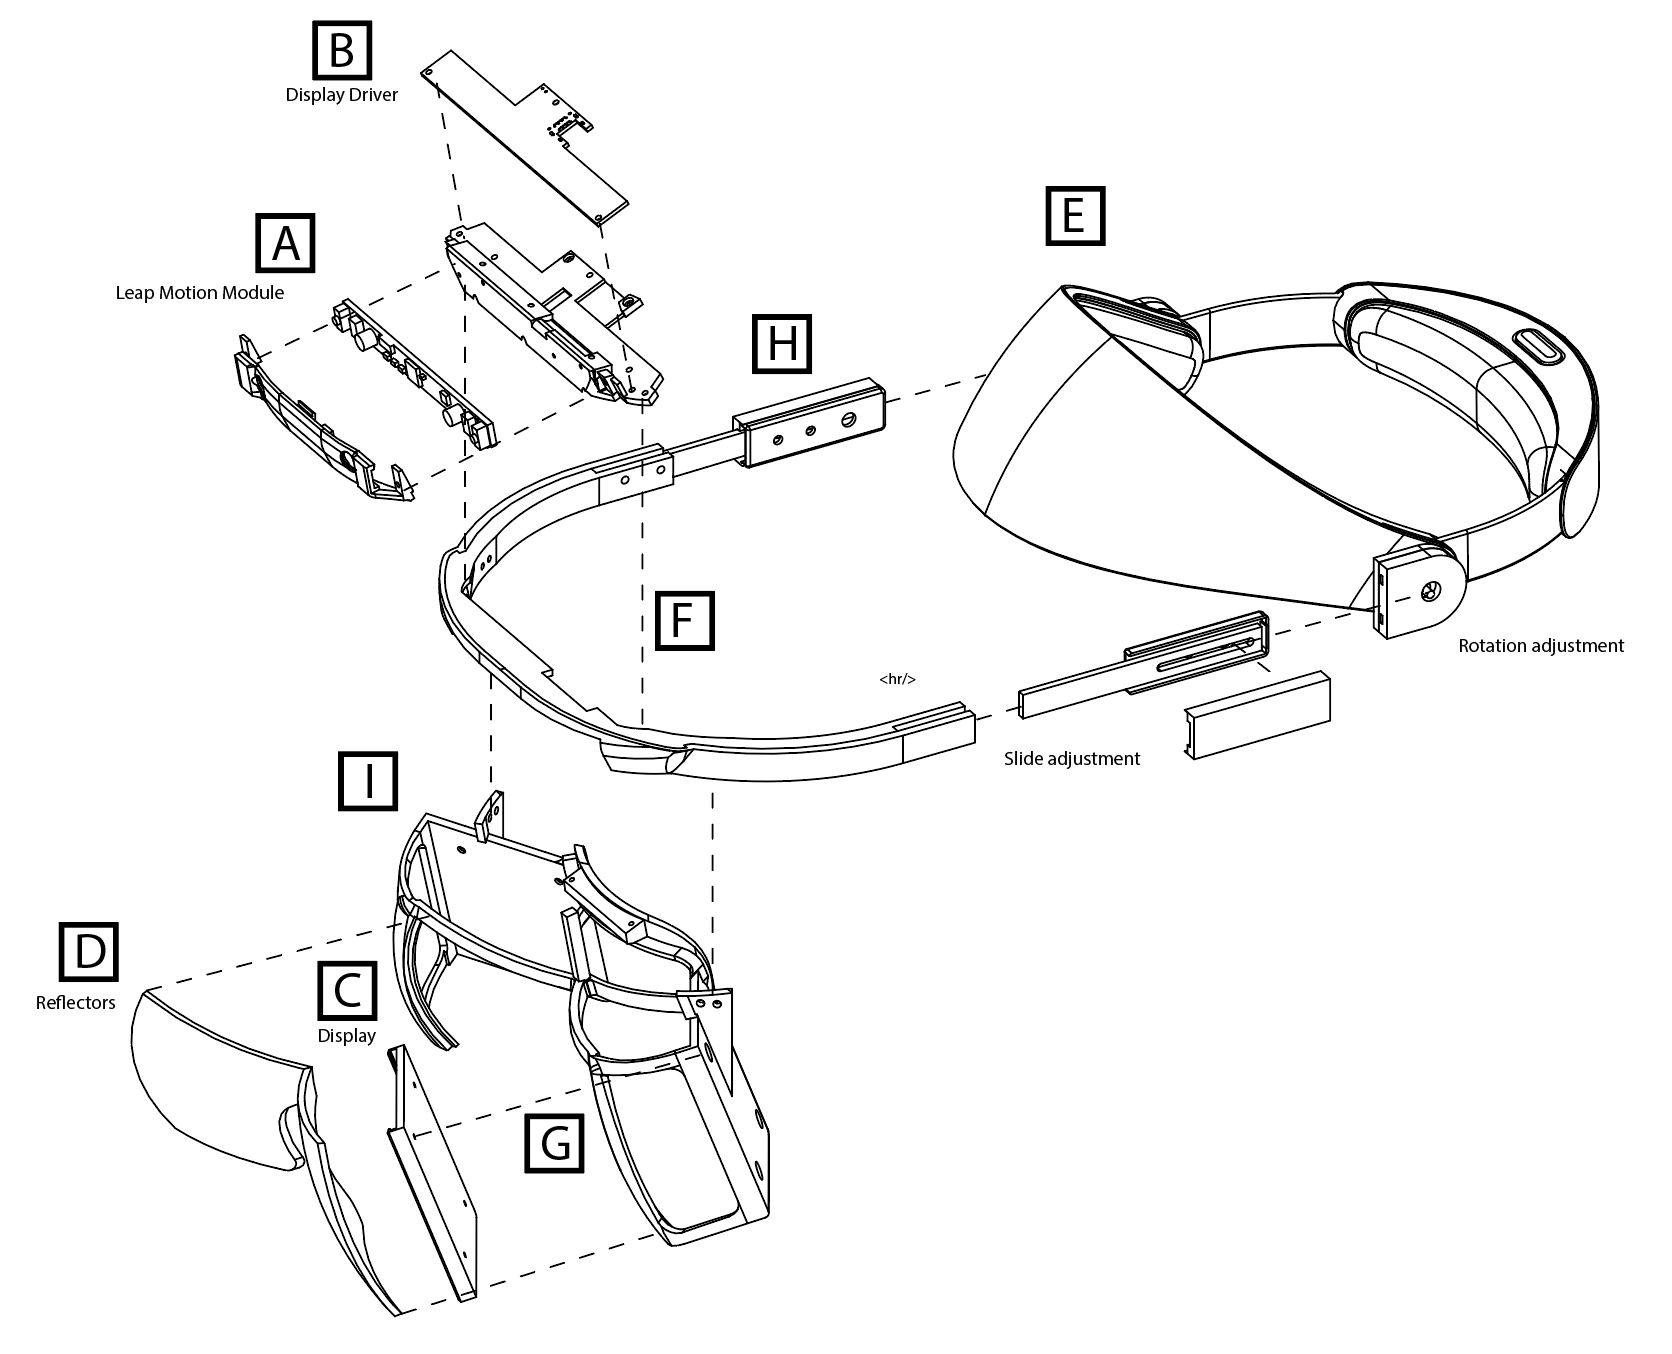 B
Display Driver
A
Leap Motion Module
E
H
F
Rotation adjustment
<hr/>
Slide adjustment
I
D
Reflectors
C
Display
G